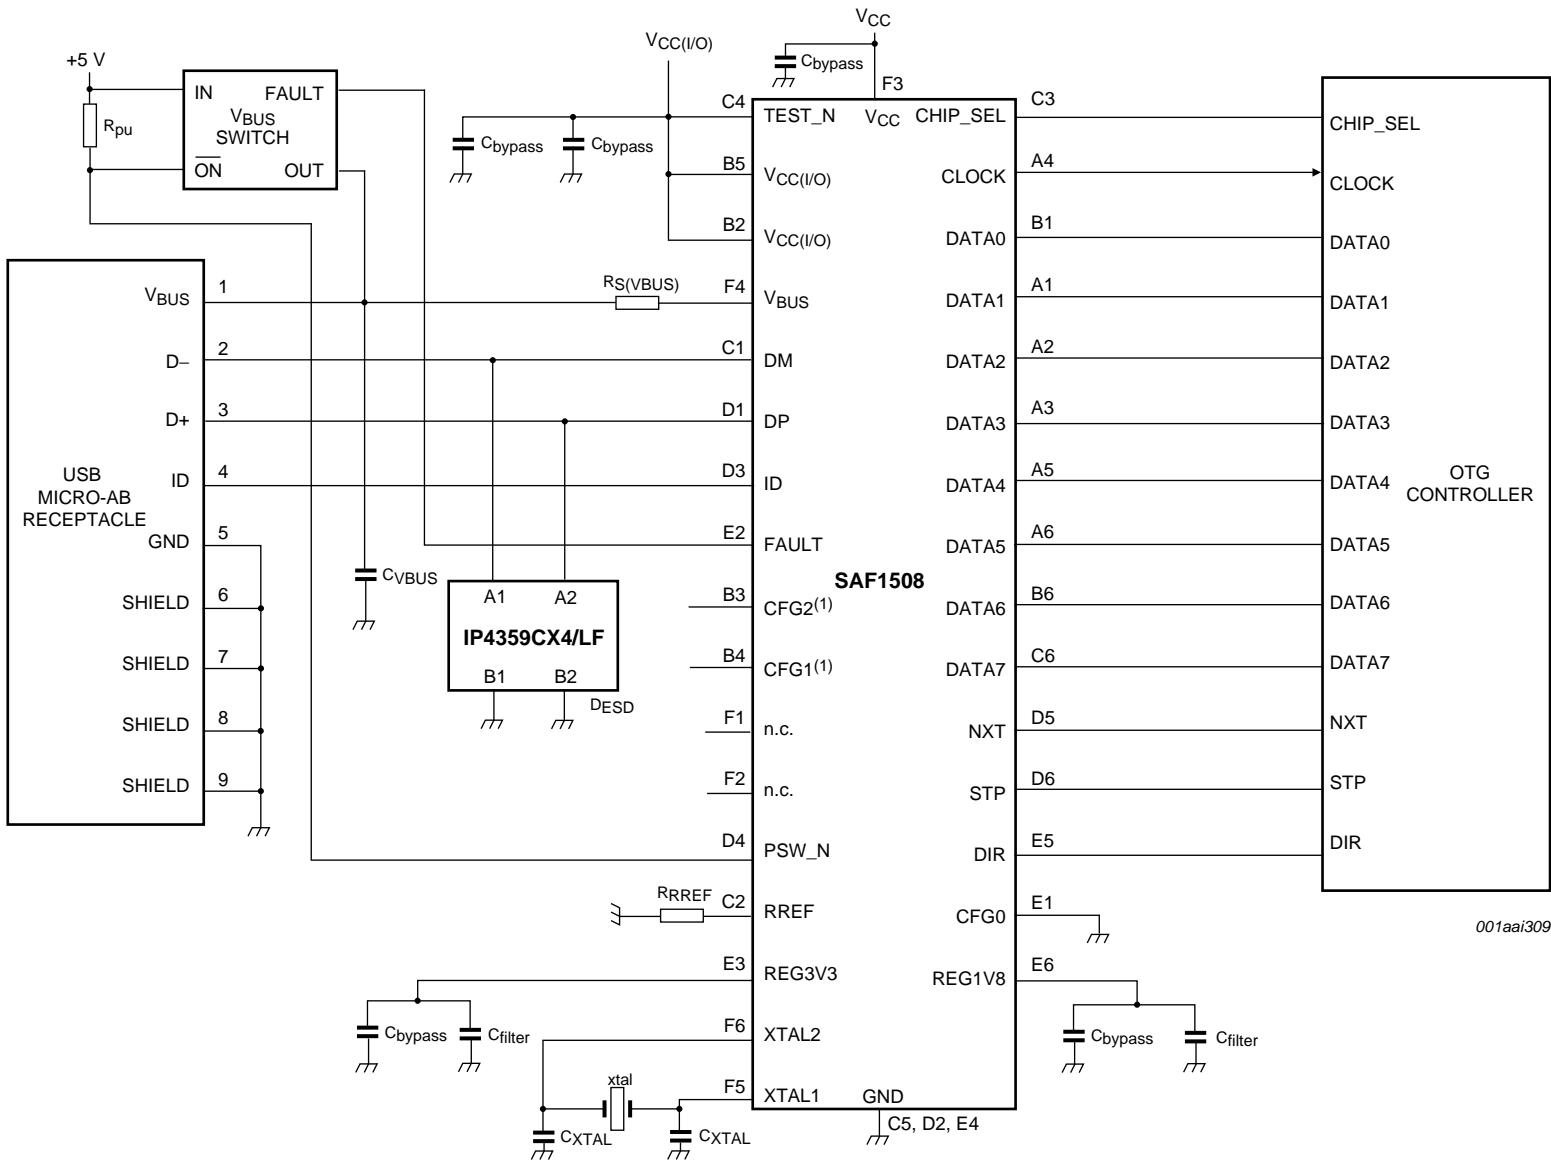 VCC
VCC(I/O)
Cbypass
+5 V
Rpu
IN FAULT
VBUS
SWITCH
ON OUT
Cbypass Cbypass
F3
C4 TEST_N VCC CHIP_SEL C3 CHIP_SEL
B5 VCC(I/O) CLOCK A4 CLOCK
B2 VCC(I/O) DATA0 B1 DATA0
VBUS 1 RS(VBUS) F4 VBUS DATA1 A1 DATA1
D– 2 C1 DM DATA2 A2 DATA2
D+ 3 D1 DP DATA3 A3 DATA3
USB
MICRO-AB
RECEPTACLE
ID 4 D3 ID DATA4 A5 DATA4
OTG
CONTROLLER
GND 5 E2 FAULT DATA5 A6 DATA5
CVBUS
SAF1508
SHIELD 6 B3 CFG2(1) DATA6 B6 DATA6
A1 A2
IP4359CX4/LF
B1 B2
DESD
SHIELD 7 B4 CFG1(1) DATA7 C6 DATA7
SHIELD 8 F1 n.c. NXT D5 NXT
SHIELD 9 F2 n.c. STP D6 STP
D4 PSW_N DIR E5 DIR
RRREF C2 RREF CFG0 E1
001aai309
E3 REG3V3 REG1V8 E6
Cbypass Cfilter
F6 XTAL2
Cbypass Cfilter
xtal
F5 XTAL1 GND
CXTAL CXTAL
C5, D2, E4